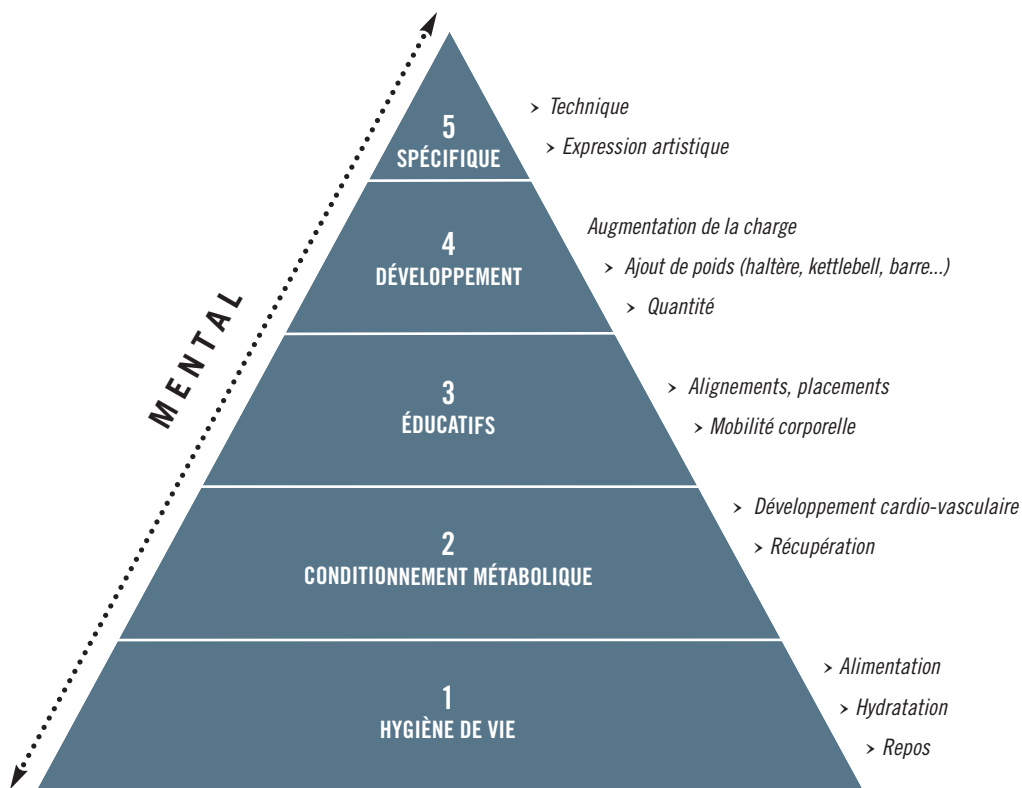 > Technique
5
SPÉCIFIQUE
> Expression artistique
Augmentation de la charge
4
DÉVELOPPEMENT
> Ajout de poids (haltère, kettlebell, barre...)
> Quantité
MENTAL
3
ÉDUCATIFS
> Alignements, placements
> Mobilité corporelle
> Développement cardio-vasculaire
2
CONDITIONNEMENT MÉTABOLIQUE
> Récupération
> Alimentation
1
HYGIÈNE DE VIE
> Hydratation
> Repos